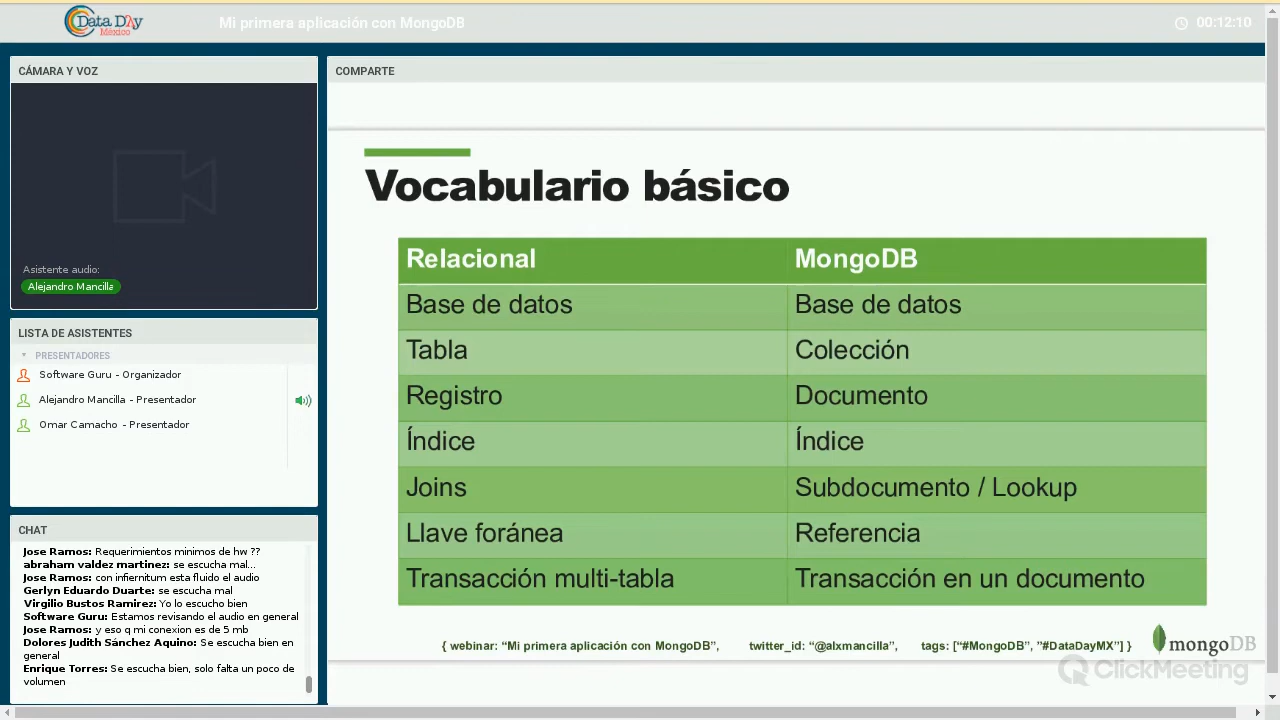 Data Day
México
Mi primera aplicación con MongoDB
00:12:10
CÁMARA Y VOZ
Asistente audio:
Alejandro Mancilla
LISTA DE ASISTENTES
PRESENTADORES
Software Guru - Organizador
Alejandro Mancilla - Presentador
Omar Camacho - Presentador
CHAT
Jose Ramos: Requerimientos minimos de hw ??
abraham valdez martinez: se escucha mal...
Jose Ramos: con infiernitum esta fluido el audio
Gerlyn Eduardo Duarte: se escucha mal
Virgilio Bustos Ramirez: Yo lo escucho bien
Software Guru: Estamos revisando el audio en general
Jose Ramos: y eso q mi conexion es de 5 mb
Dolores Judith Sánchez Aquino: Se escucha bien en
general
Enrique Torres: Se escucha bien, solo falta un poco de
volumen
COMPARTE
Vocabulario básico
Relacional MongoDB
Base de datos Base de datos
Tabla Colección
Registro Documento
Índice Índice
Joins Subdocumento / Lookup
Llave foránea Referencia
Transacción multi-tabla Transacción en un documento
{ webinar: “Mi primera aplicación con MongoDB”, twitter_id: “@alxmancilla”, tags: [“#MongoDB”, ”#DataDayMX”] }
mongoDB
ClickMeeting